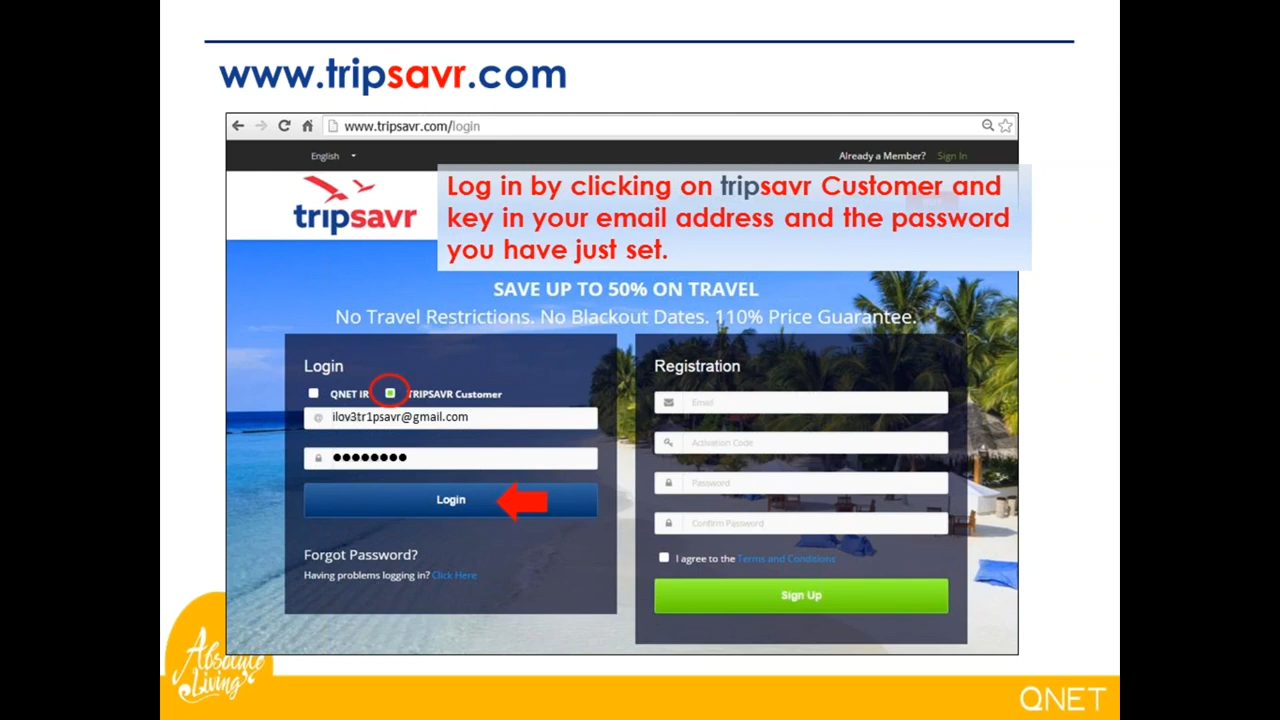 www.tripsavr.com
www.tripsavr.com/login
English
Already a Member? Sign In
tripsavr
Log in by clicking on tripsavr Customer and
key in your email address and the password
you have just set.
SAVE UP TO 50% ON TRAVEL
No Travel Restrictions. No Blackout Dates. 110% Price Guarantee.
Login
QNET IR
TRIPSAVR Customer
@ ilov3tr1psavr@gmail.com
Login
Forgot Password?
Having problems logging in? Click Here
Registration
Email
Activation Code
Password
Confirm Password
I agree to the Terms and Conditions
Sign Up
Absolute
Living
QNET